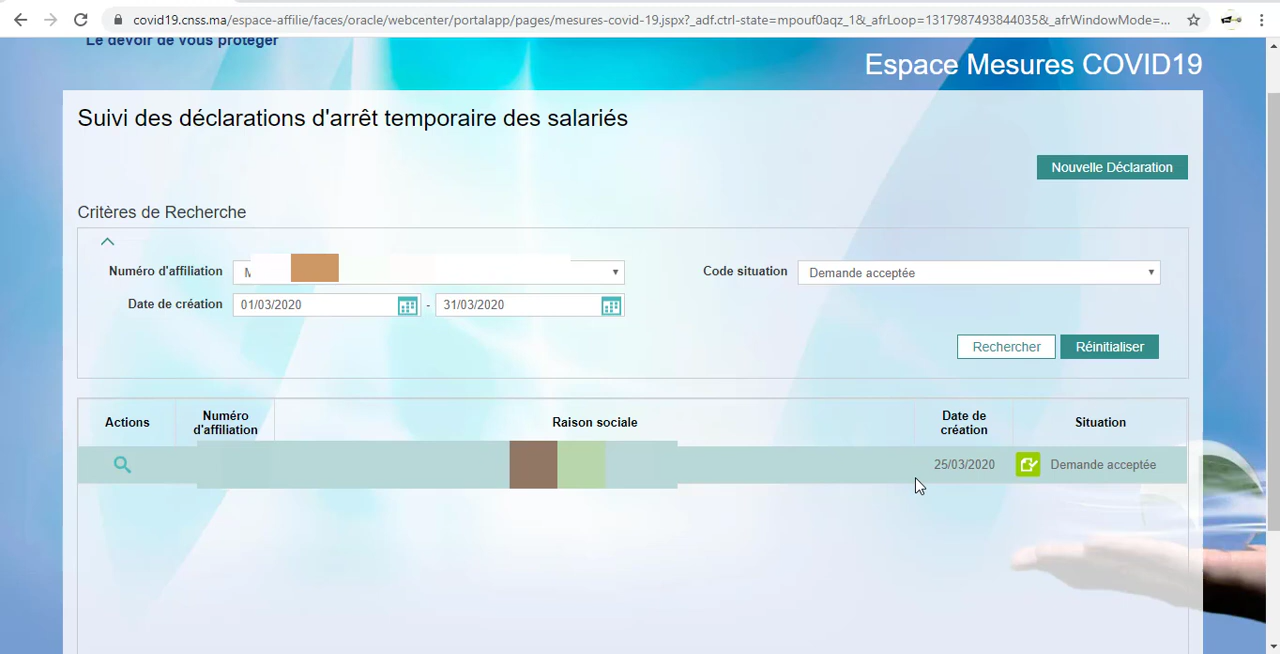 covid19.cnss.ma/espace-affilie/faces/oracle/webcenter/portalapp/pages/mesures-covid-19.jspx?_adf.ctrl-state=mpouf0aqz_1&_afrLoop=1317987493844035&_afrWindowMode=...
Le devoir de vous protéger
Espace Mesures COVID19
Suivi des déclarations d'arrêt temporaire des salariés
Nouvelle Déclaration
Critères de Recherche
Numéro d'affiliation Code situation Demande acceptée
Date de création 01/03/2020 - 31/03/2020
Rechercher Réinitialiser
Actions Numéro d'affiliation Raison sociale Date de création Situation
25/03/2020 Demande acceptée